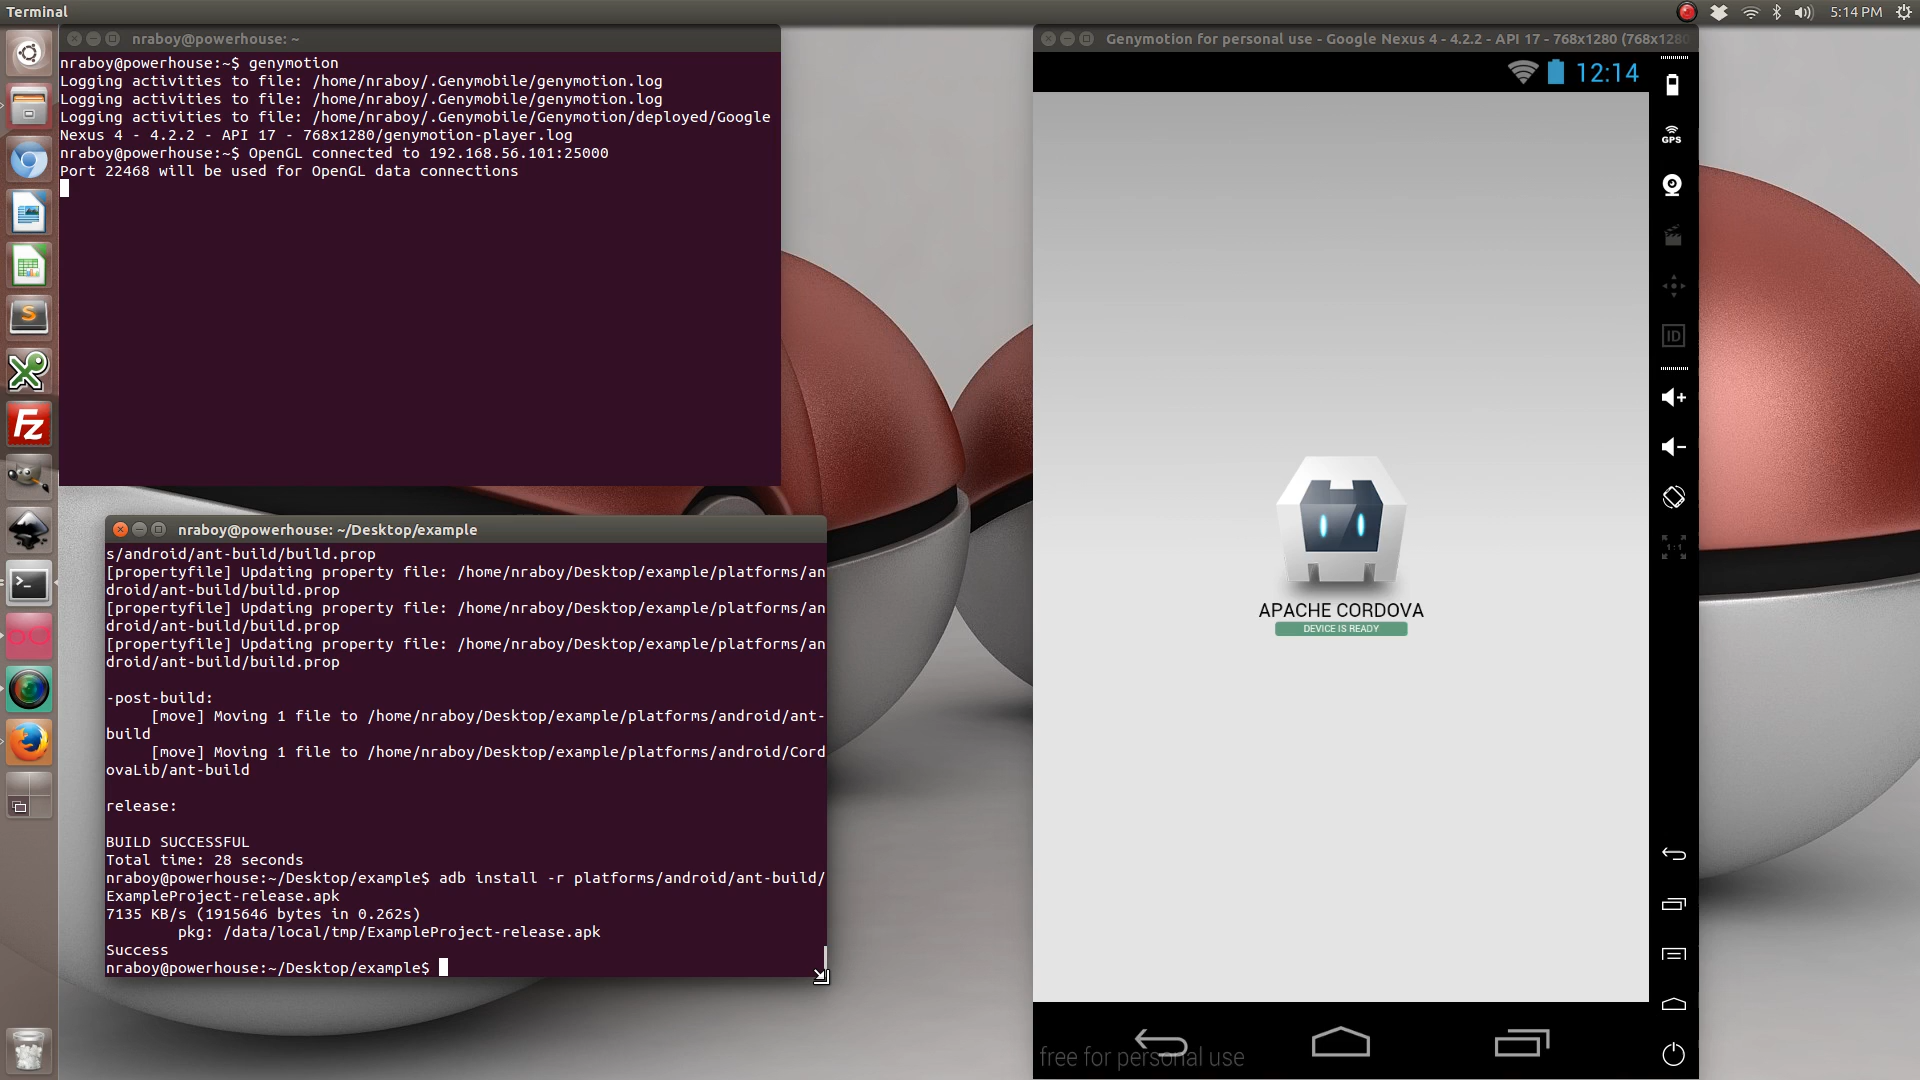 Terminal
5:14 PM
nraboy@powerhouse: ~
nraboy@powerhouse:~$ genymotion
Logging activities to file: /home/nraboy/.Genymobile/genymotion.log
Logging activities to file: /home/nraboy/.Genymobile/genymotion.log
Logging activities to file: /home/nraboy/.Genymobile/Genymotion/deployed/Google
Nexus 4 - 4.2.2 - API 17 - 768x1280/genymotion-player.log
nraboy@powerhouse:~$ OpenGL connected to 192.168.56.101:25000
Port 22468 will be used for OpenGL data connections
nraboy@powerhouse: ~/Desktop/example
s/android/ant-build/build.prop
[propertyfile] Updating property file: /home/nraboy/Desktop/example/platforms/an
droid/ant-build/build.prop
[propertyfile] Updating property file: /home/nraboy/Desktop/example/platforms/an
droid/ant-build/build.prop
[propertyfile] Updating property file: /home/nraboy/Desktop/example/platforms/an
droid/ant-build/build.prop
-post-build:
[move] Moving 1 file to /home/nraboy/Desktop/example/platforms/android/ant-
build
[move] Moving 1 file to /home/nraboy/Desktop/example/platforms/android/Cord
ovaLib/ant-build
release:
BUILD SUCCESSFUL
Total time: 28 seconds
nraboy@powerhouse:~/Desktop/example$ adb install -r platforms/android/ant-build/
ExampleProject-release.apk
7135 KB/s (1915646 bytes in 0.262s)
pkg: /data/local/tmp/ExampleProject-release.apk
Success
nraboy@powerhouse:~/Desktop/example$
Genymotion for personal use - Google Nexus 4 - 4.2.2 - API 17 - 768x1280 (768x1280
12:14
GPS
ID
1:1
APACHE CORDOVA
DEVICE IS READY
free for personal use